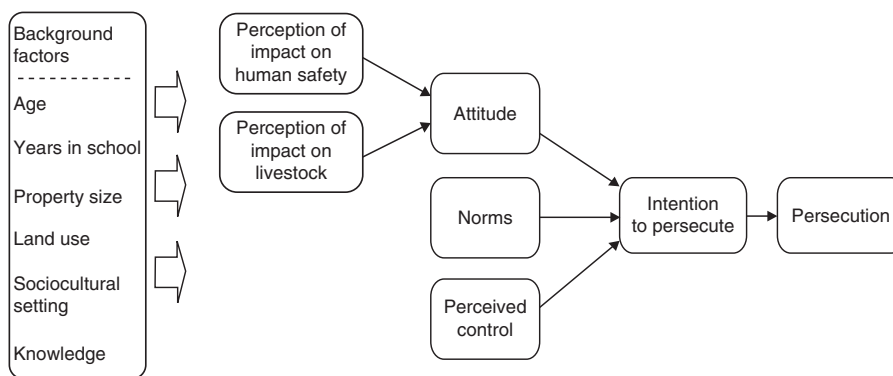 Background
factors
Age
Years in school
Property size
Land use
Sociocultural
setting
Knowledge
Perception of
impact on
human safety
Perception of
impact on
livestock
Attitude
Norms
Perceived
control
Intention
to persecute
Persecution